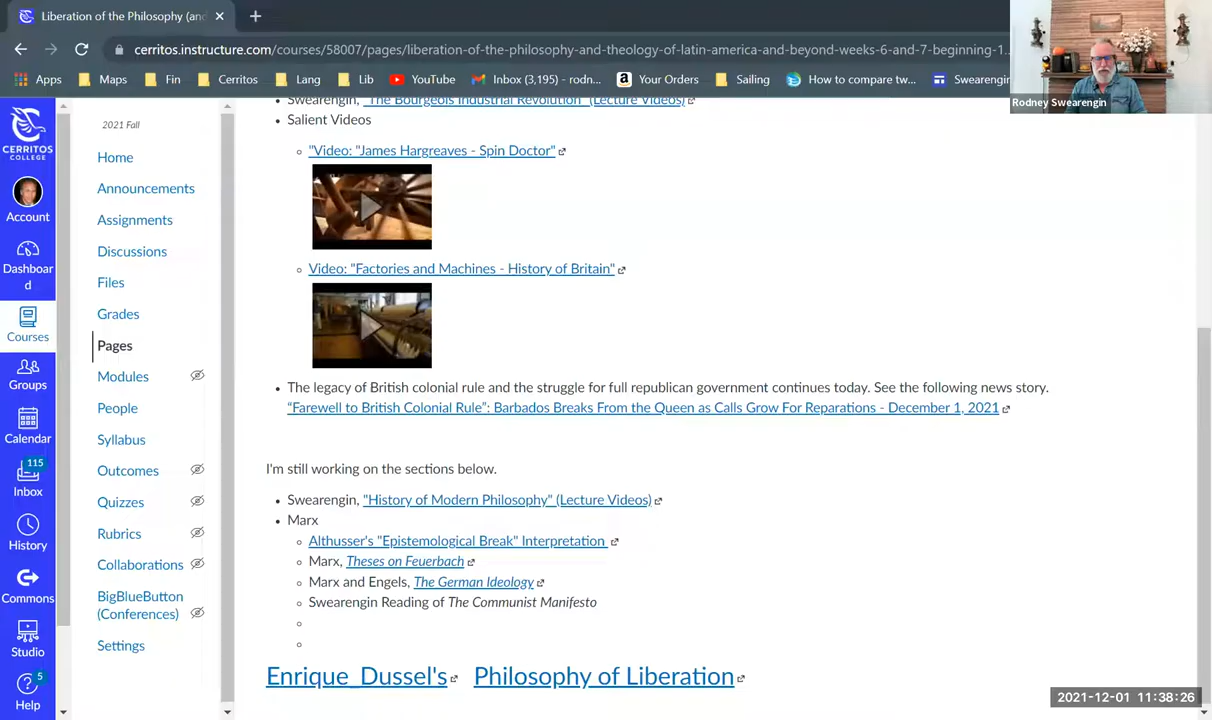 Liberation of the Philosophy (and
cerritos.instructure.com/courses/58007/pages/liberation-of-the-philosophy-and-theology-of-latin-america-and-beyond-weeks-6-and-7-beginning-1...
Apps Maps Fin Cerritos Lang Lib YouTube Inbox (3,195) - rodn... Your Orders Sailing How to compare tw... Swearengin
Rodney Swearengin
CERRITOS
COLLEGE
Account
Dashboar
d
Courses
Groups
Calendar
115
Inbox
History
Commons
Studio
5
Help
2021 Fall
Home
Announcements
Assignments
Discussions
Files
Grades
Pages
Modules
People
Syllabus
Outcomes
Quizzes
Rubrics
Collaborations
BigBlueButton
(Conferences)
Settings
Swearengin, "The Bourgeois Industrial Revolution" (Lecture Videos)
Salient Videos
"Video: "James Hargreaves - Spin Doctor"
Video: "Factories and Machines - History of Britain"
The legacy of British colonial rule and the struggle for full republican government continues today. See the following news story.
“Farewell to British Colonial Rule”: Barbados Breaks From the Queen as Calls Grow For Reparations - December 1, 2021
I'm still working on the sections below.
Swearengin, "History of Modern Philosophy" (Lecture Videos)
Marx
Althusser's "Epistemological Break" Interpretation
Marx, Theses on Feuerbach
Marx and Engels, The German Ideology
Swearengin Reading of The Communist Manifesto
Enrique Dussel's Philosophy of Liberation
2021-12-01 11:38:26